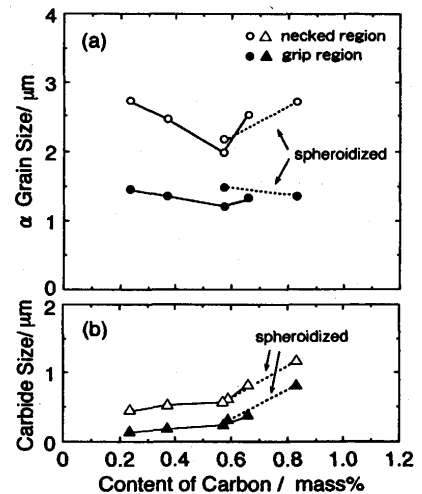 4
(a)
○ △ necked region
● ▲ grip region
3
α Grain Size/ μm
2
spheroidized
1
0
2
(b)
spheroidized
Carbide Size/ μm
1
0
0 0.2 0.4 0.6 0.8 1.0 1.2
Content of Carbon / mass%